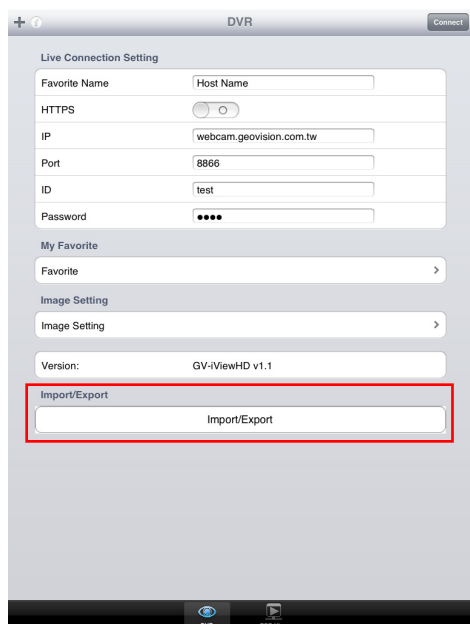 DVR
Connect
Live Connection Setting
Favorite Name Host Name
HTTPS
IP webcam.geovision.com.tw
Port 8866
ID test
Password ●●●●
My Favorite
Favorite
Image Setting
Image Setting
Version: GV-iViewHD v1.1
Import/Export
Import/Export